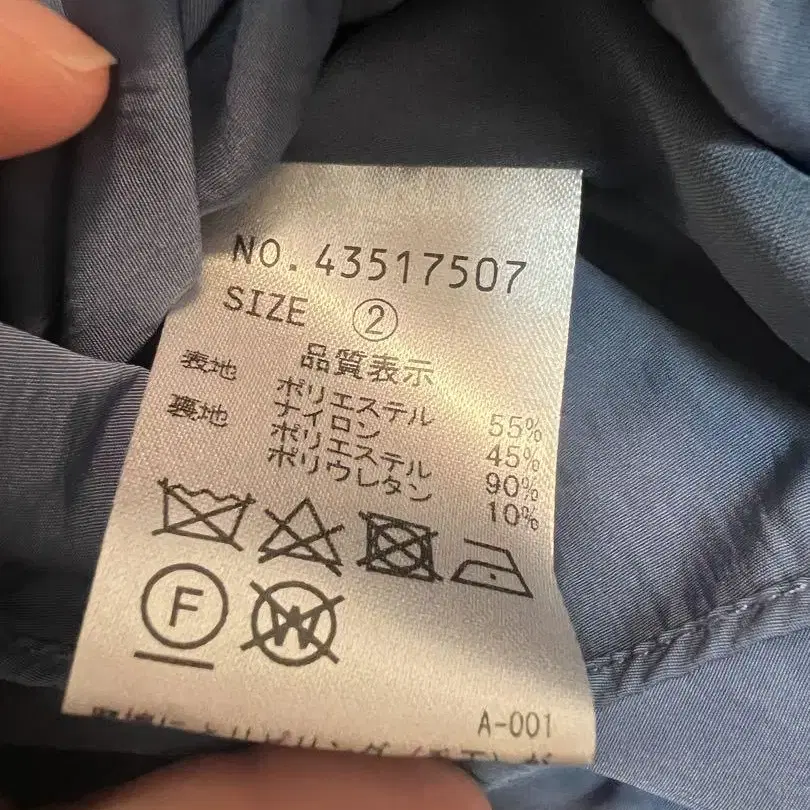 NO. 43517507
SIZE ②
品質表示
表地 ポリエステル 55%
ナイロン 45%
裏地 ポリエステル 90%
ポリウレタン 10%
F
W
A-001